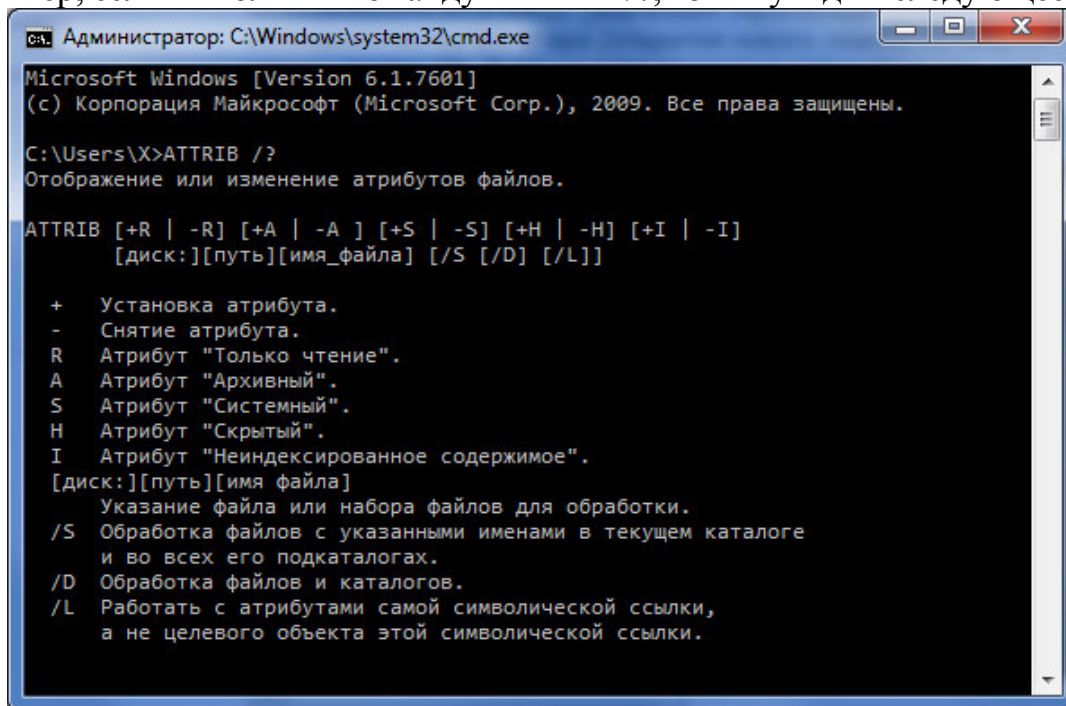 Администратор: C:\Windows\system32\cmd.exe
Microsoft Windows [Version 6.1.7601]
(c) Корпорация Майкрософт (Microsoft Corp.), 2009. Все права защищены.
C:\Users\X>ATTRIB /?
Отображение или изменение атрибутов файлов.
ATTRIB [+R | -R] [+A | -A ] [+S | -S] [+H | -H] [+I | -I]
[диск:][путь][имя_файла] [/S [/D] [/L]]
+ Установка атрибута.
- Снятие атрибута.
R Атрибут "Только чтение".
A Атрибут "Архивный".
S Атрибут "Системный".
H Атрибут "Скрытый".
I Атрибут "Неиндексированное содержимое".
[диск:][путь][имя файла]
Указание файла или набора файлов для обработки.
/S Обработка файлов с указанными именами в текущем каталоге
и во всех его подкаталогах.
/D Обработка файлов и каталогов.
/L Работать с атрибутами самой символической ссылки,
а не целевого объекта этой символической ссылки.